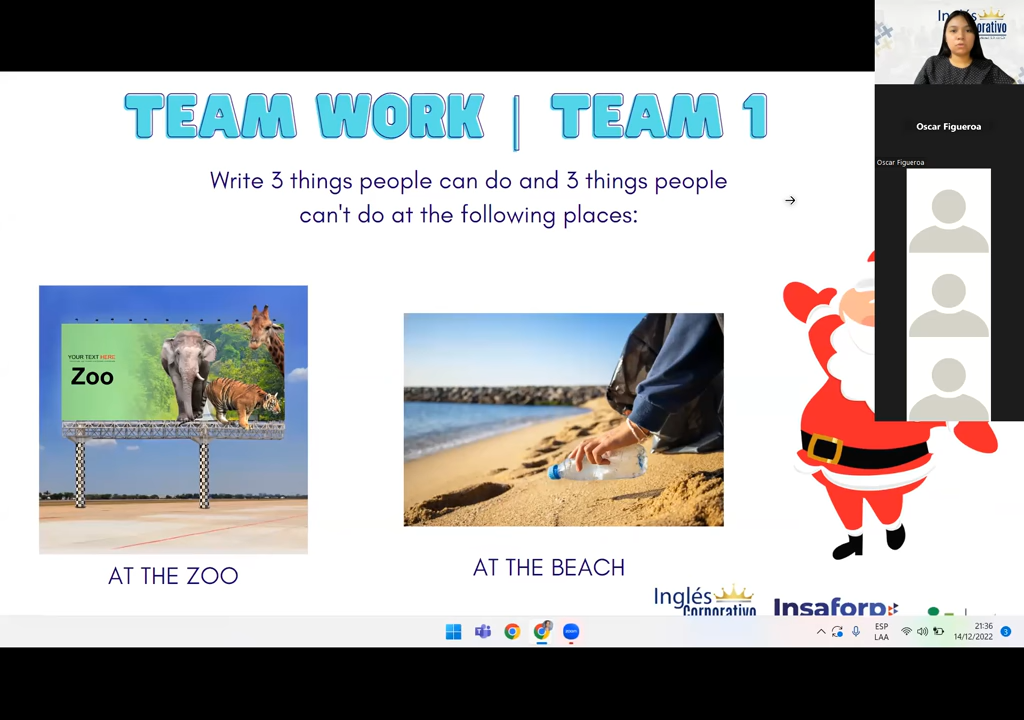 TEAM WORK | TEAM 1
Write 3 things people can do and 3 things people
can't do at the following places:
YOUR TEXT HERE
Zoo
AT THE ZOO
AT THE BEACH
Inglés
Corporativo
Insaforp
Oscar Figueroa
Oscar Figueroa
zoom
ESP
LAA
21:36
14/12/2022
3